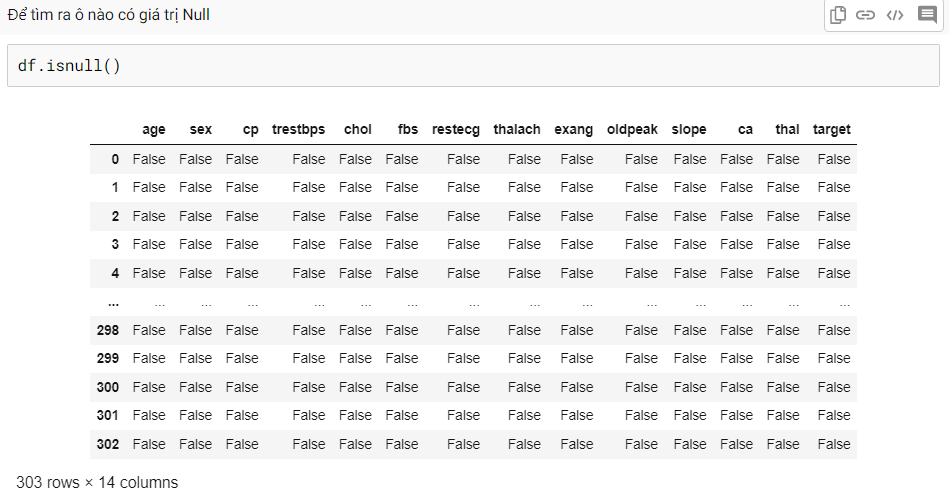 Để tìm ra ô nào có giá trị Null
df.isnull()
age sex cp trestbps chol fbs restecg thalach exang oldpeak slope ca thal target
0 False False False False False False False False False False False False False False
1 False False False False False False False False False False False False False False
2 False False False False False False False False False False False False False False
3 False False False False False False False False False False False False False False
4 False False False False False False False False False False False False False False
... ... ... ... ... ... ... ... ... ... ... ... ... ... ...
298 False False False False False False False False False False False False False False
299 False False False False False False False False False False False False False False
300 False False False False False False False False False False False False False False
301 False False False False False False False False False False False False False False
302 False False False False False False False False False False False False False False
303 rows × 14 columns